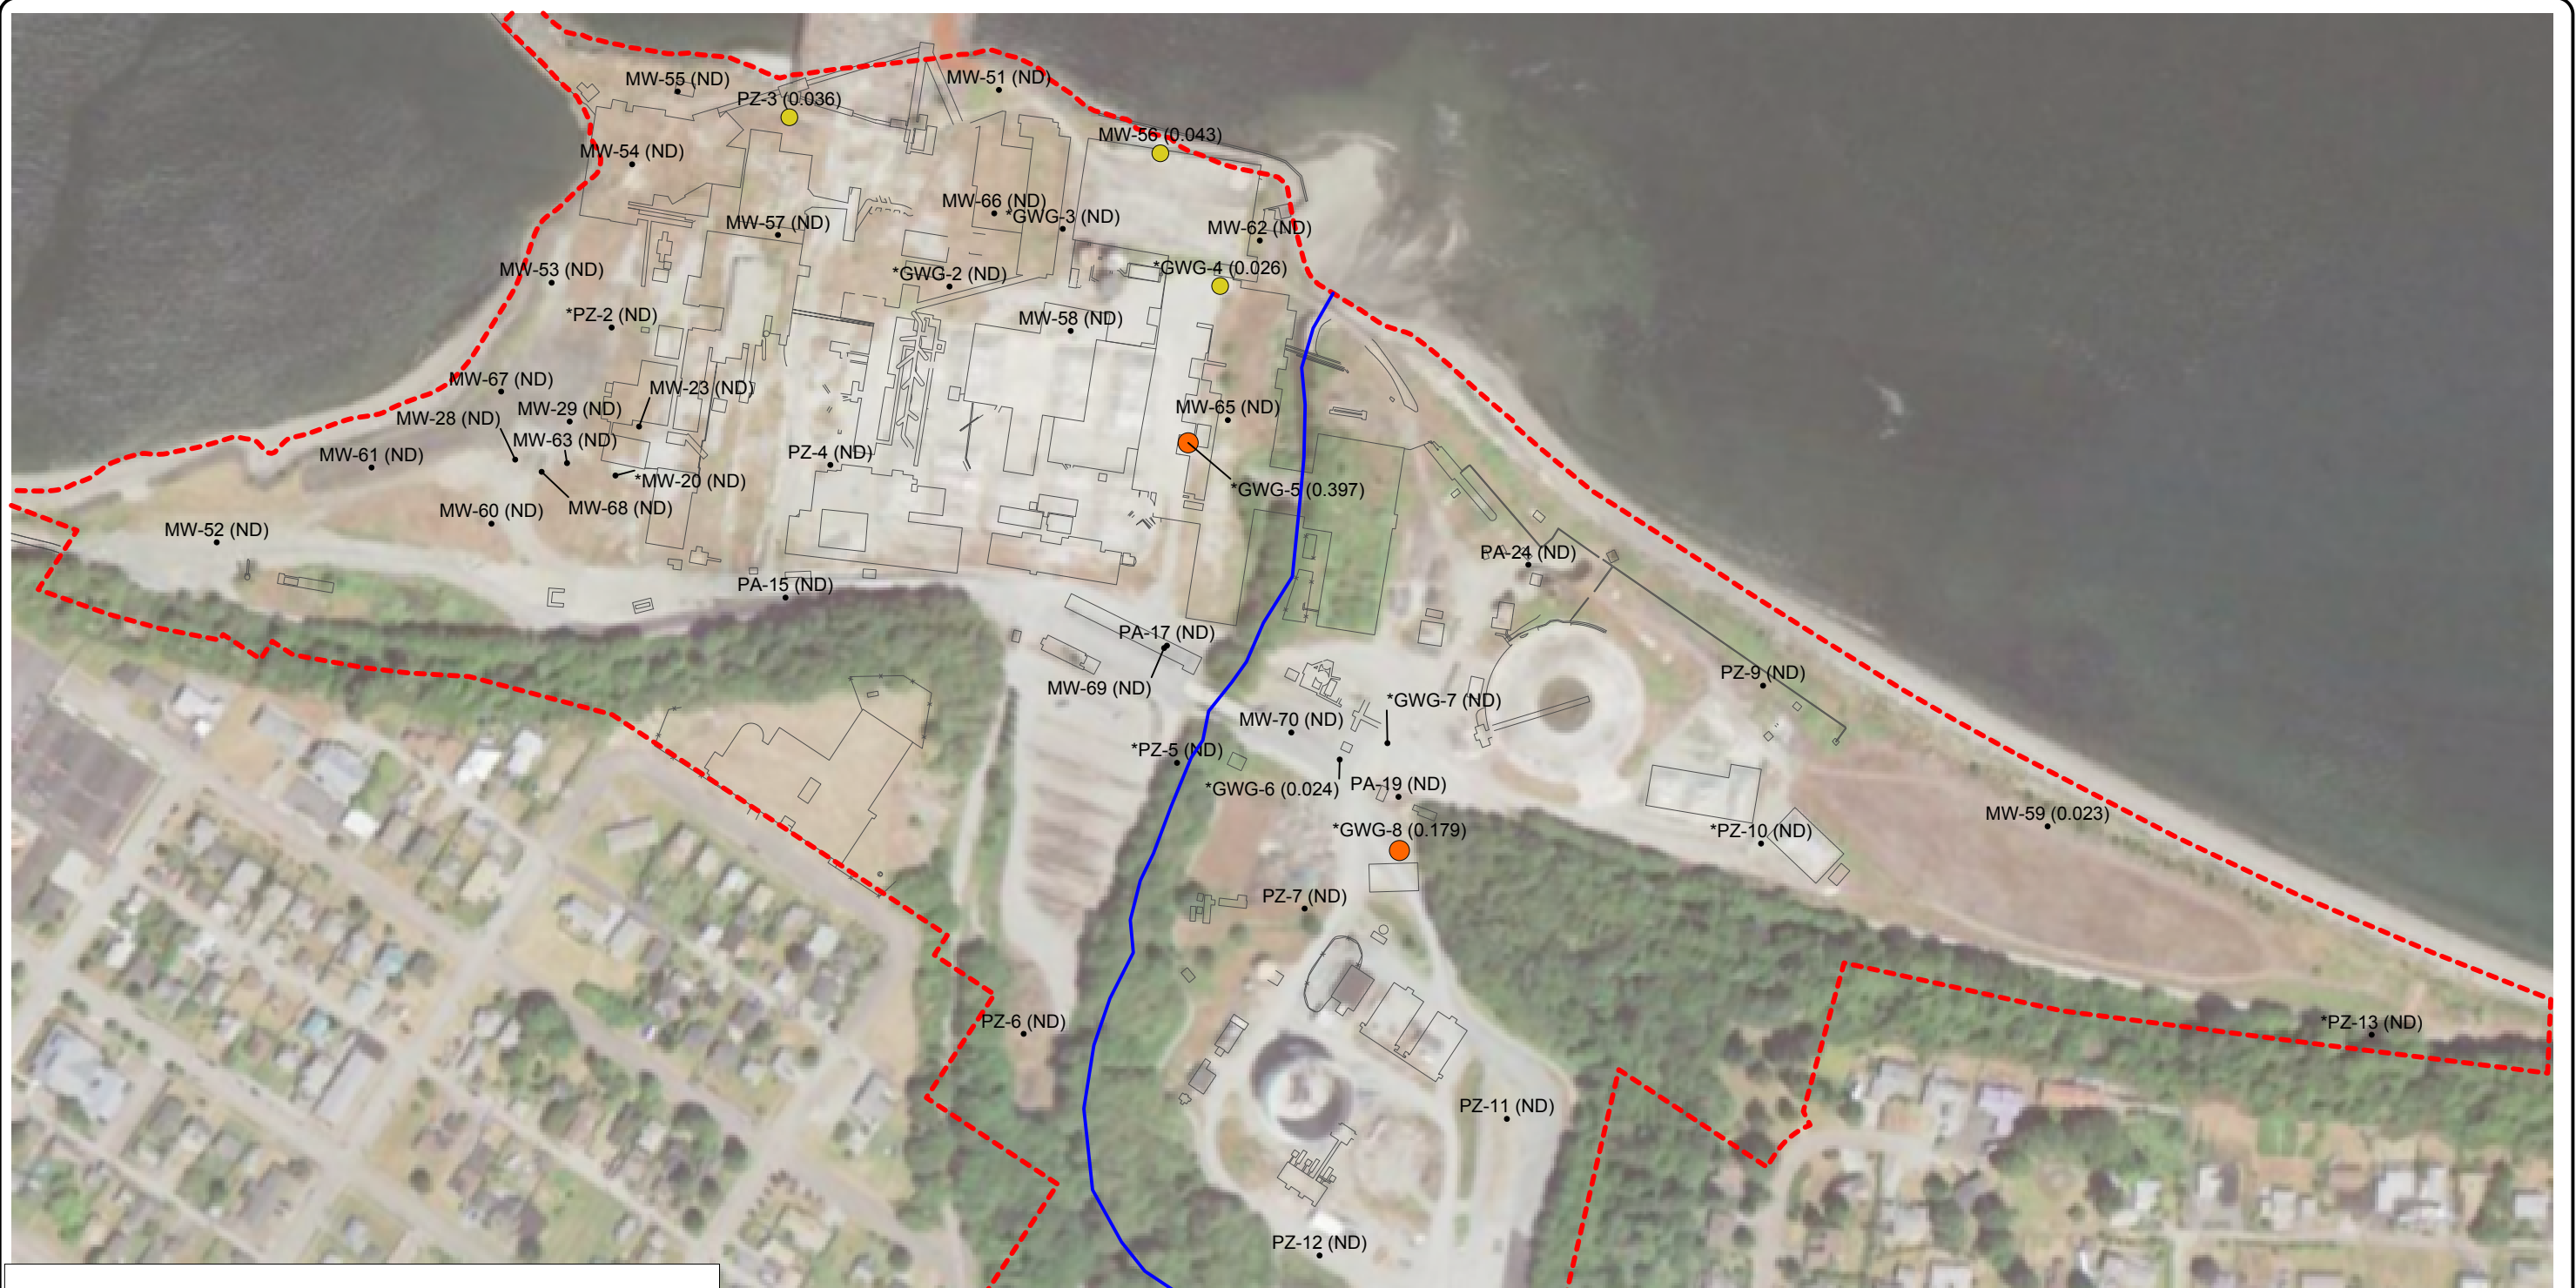 MW-55 (ND)
MW-51 (ND)
PZ-3 (0.036)
MW-56 (0.043)
MW-54 (ND)
MW-66 (ND)
*GWG-3 (ND)
MW-57 (ND)
MW-62 (ND)
MW-53 (ND)
*GWG-2 (ND)
*GWG-4 (0.026)
*PZ-2 (ND)
MW-58 (ND)
MW-67 (ND)
MW-23 (ND)
MW-28 (ND)
MW-29 (ND)
MW-65 (ND)
MW-63 (ND)
MW-61 (ND)
PZ-4 (ND)
*MW-20 (ND)
*GWG-5 (0.397)
MW-60 (ND)
MW-68 (ND)
MW-52 (ND)
PA-24 (ND)
PA-15 (ND)
PA-17 (ND)
PZ-9 (ND)
MW-69 (ND)
*GWG-7 (ND)
MW-70 (ND)
*PZ-5 (ND)
*GWG-6 (0.024)
PA-19 (ND)
MW-59 (0.023)
*GWG-8 (0.179)
*PZ-10 (ND)
PZ-7 (ND)
PZ-6 (ND)
*PZ-13 (ND)
PZ-11 (ND)
PZ-12 (ND)